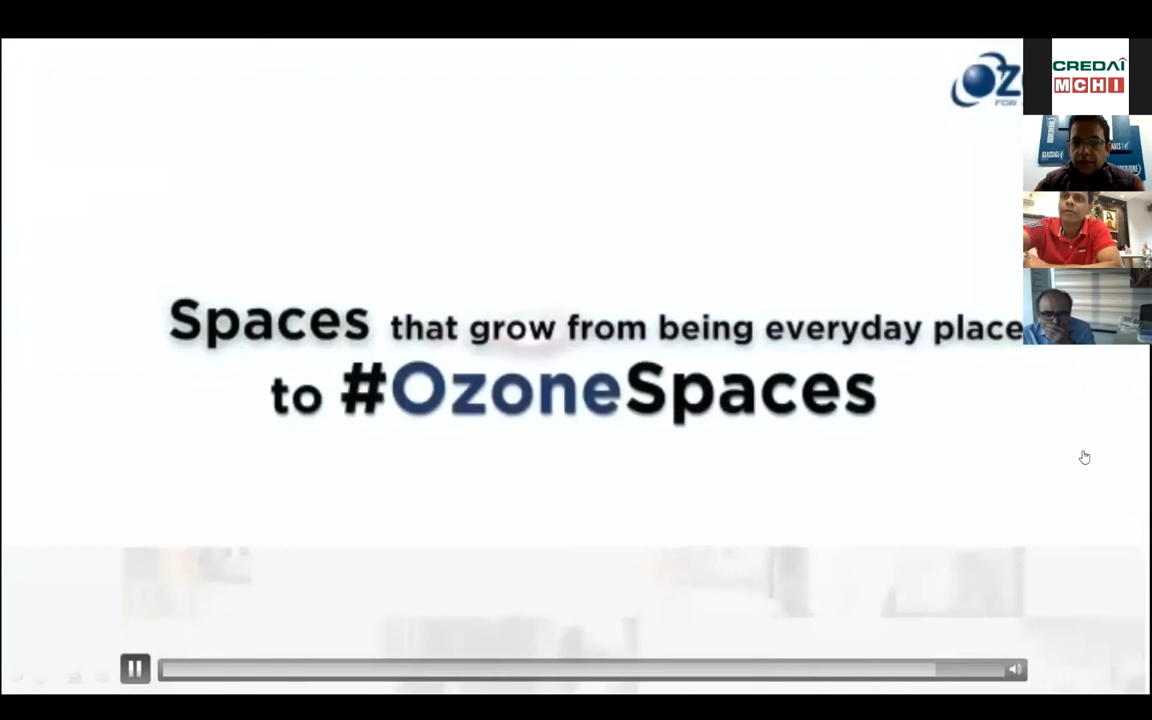 CREDAI
MCHI
Spaces that grow from being everyday place
to #OzoneSpaces